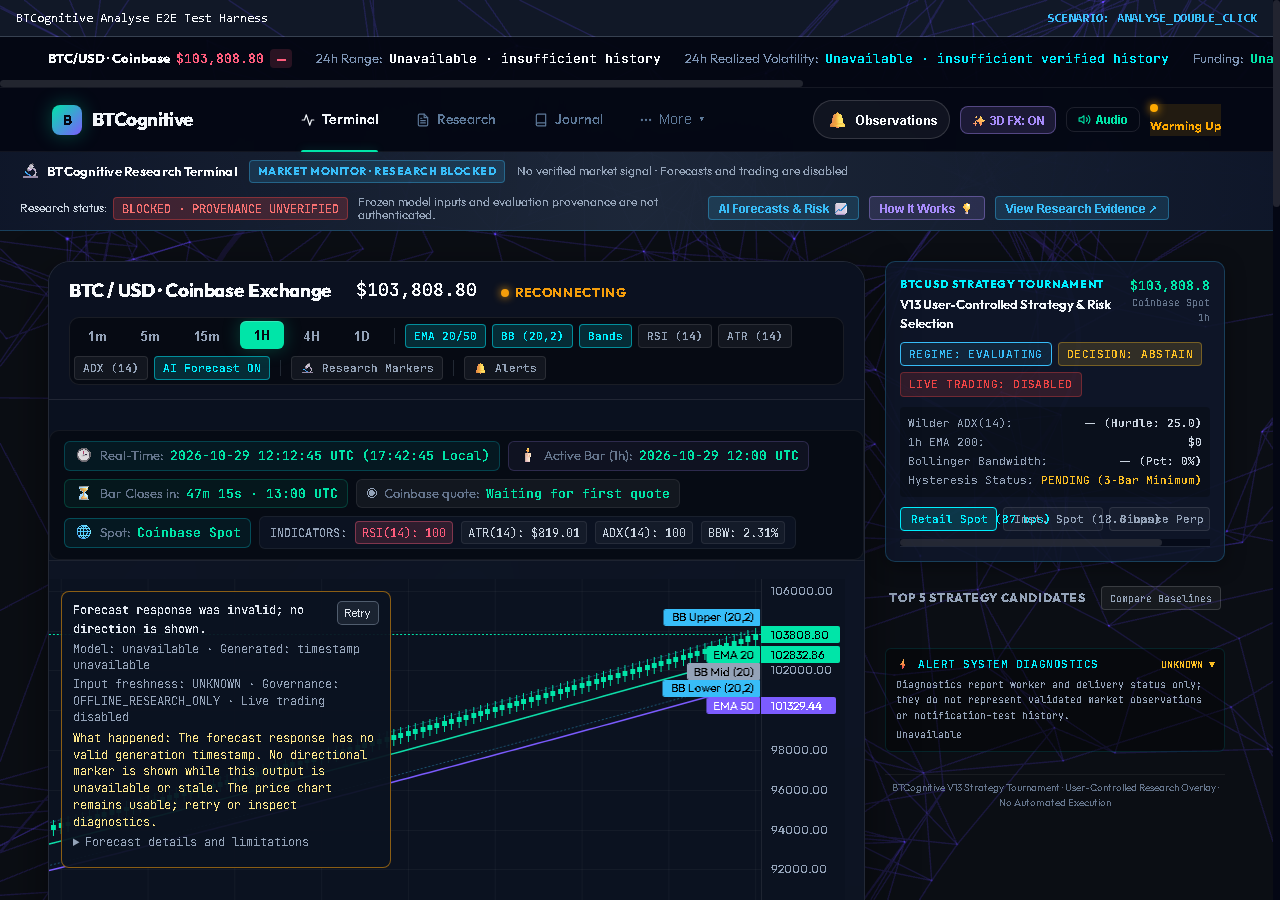 BTCognitive Analyse E2E Test Harness
SCENARIO: ANALYSE_DOUBLE_CLICK
BTC/USD · Coinbase $103,808.80 —
24h Range: Unavailable · insufficient history
24h Realized Volatility: Unavailable · insufficient verified history
Funding: Una
B BTCognitive
Terminal
Research
Journal
··· More ▾
🔔 Observations
✨ 3D FX: ON
Audio
Warming Up
🔬 BTCognitive Research Terminal
MARKET MONITOR · RESEARCH BLOCKED
No verified market signal · Forecasts and trading are disabled
Research status: BLOCKED · PROVENANCE UNVERIFIED
Frozen model inputs and evaluation provenance are not
authenticated.
AI Forecasts & Risk 📈
How It Works 💡
View Research Evidence ↗
BTC / USD · Coinbase Exchange $103,808.80 RECONNECTING
1m 5m 15m 1H 4H 1D EMA 20/50 BB (20,2) Bands RSI (14) ATR (14)
ADX (14) AI Forecast ON 🔬 Research Markers 🔔 Alerts
🕒 Real-Time: 2026-10-29 12:12:45 UTC (17:42:45 Local)
🕯️ Active Bar (1h): 2026-10-29 12:00 UTC
⏳ Bar Closes in: 47m 15s · 13:00 UTC
◉ Coinbase quote: Waiting for first quote
🌐 Spot: Coinbase Spot
INDICATORS: RSI(14): 100 ATR(14): $819.01 ADX(14): 100 BBW: 2.31%
Forecast response was invalid; no
direction is shown.
Retry
Model: unavailable · Generated: timestamp
unavailable
Input freshness: UNKNOWN · Governance:
OFFLINE_RESEARCH_ONLY · Live trading
disabled
What happened: The forecast response has no
valid generation timestamp. No directional
marker is shown while this output is
unavailable or stale. The price chart
remains usable; retry or inspect
diagnostics.
▶ Forecast details and limitations
106000.00
BB Upper (20,2)
103808.80
EMA 20 102832.86
BB Mid (20) 102000.00
BB Lower (20,2)
EMA 50 101329.44
98000.00
96000.00
94000.00
92000.00
BTCUSD STRATEGY TOURNAMENT
V13 User-Controlled Strategy & Risk
Selection
$103,808.8
Coinbase Spot
1h
REGIME: EVALUATING
DECISION: ABSTAIN
LIVE TRADING: DISABLED
Wilder ADX(14): — (Hurdle: 25.0)
1h EMA 200: $0
Bollinger Bandwidth: — (Pct: 0%)
Hysteresis Status: PENDING (3-Bar Minimum)
Retail Spot
TOP 5 STRATEGY CANDIDATES
Compare Baselines
ALERT SYSTEM DIAGNOSTICS
UNKNOWN ▼
Diagnostics report worker and delivery status only;
they do not represent validated market observations
or notification-test history.
Unavailable
BTCognitive V13 Strategy Tournament · User-Controlled Research Overlay ·
No Automated Execution